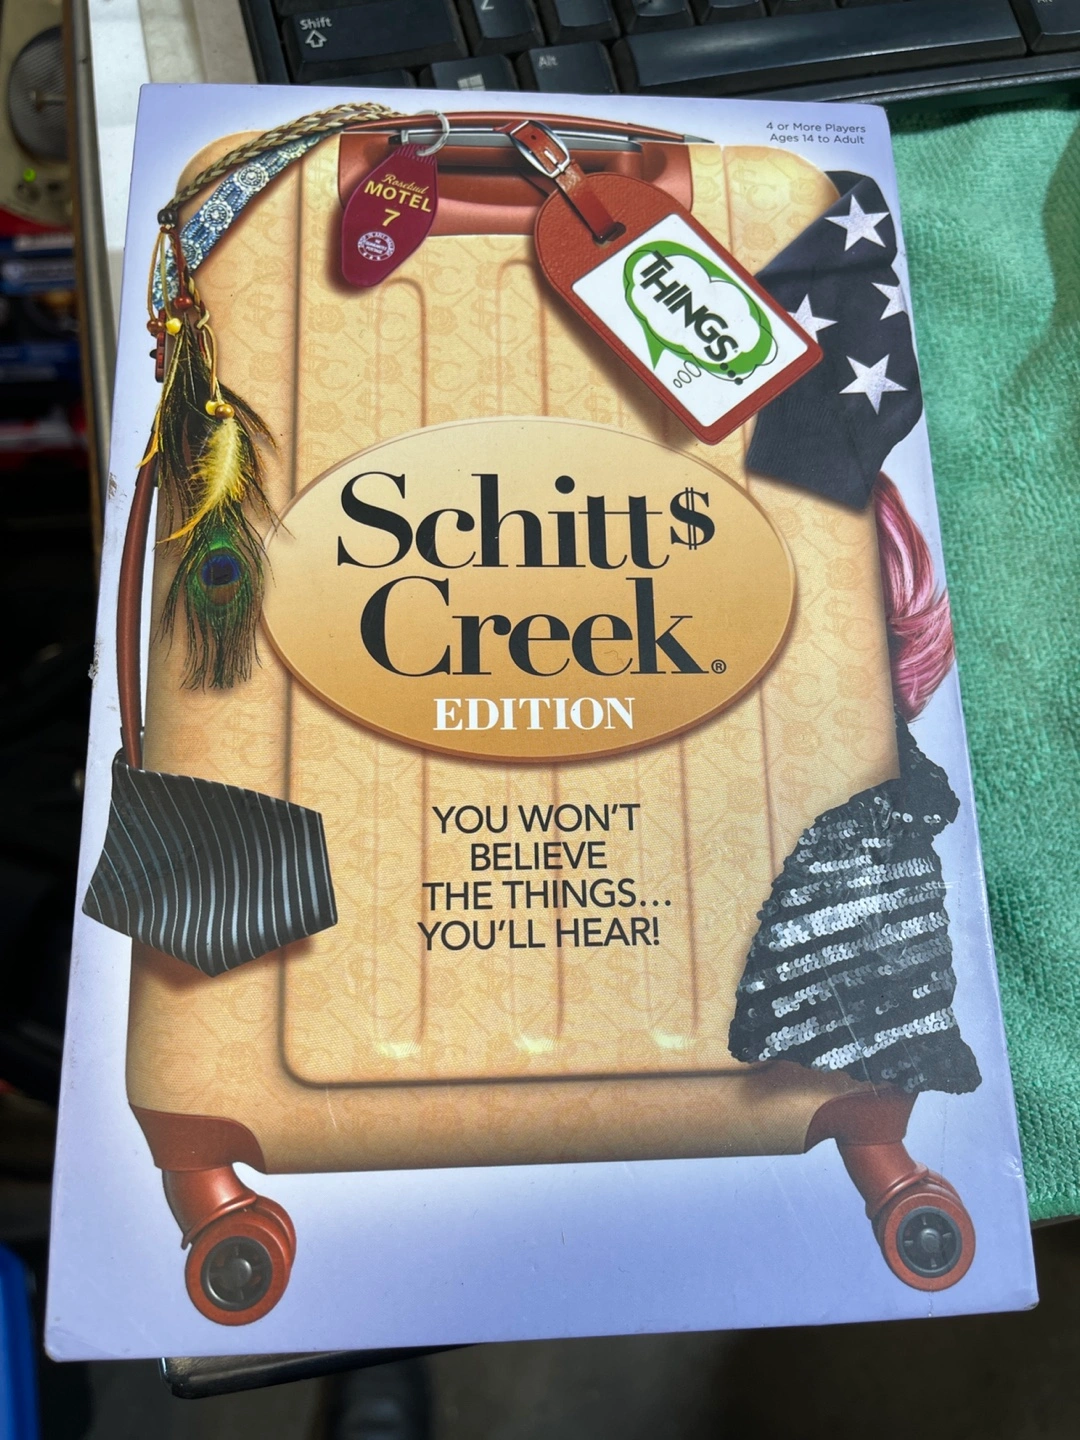 Shift
Alt
4 or More Players
Ages 14 to Adult
Rosebud
MOTEL
7
THINGS...
Schitt$
Creek®
EDITION
YOU WON'T
BELIEVE
THE THINGS...
YOU'LL HEAR!